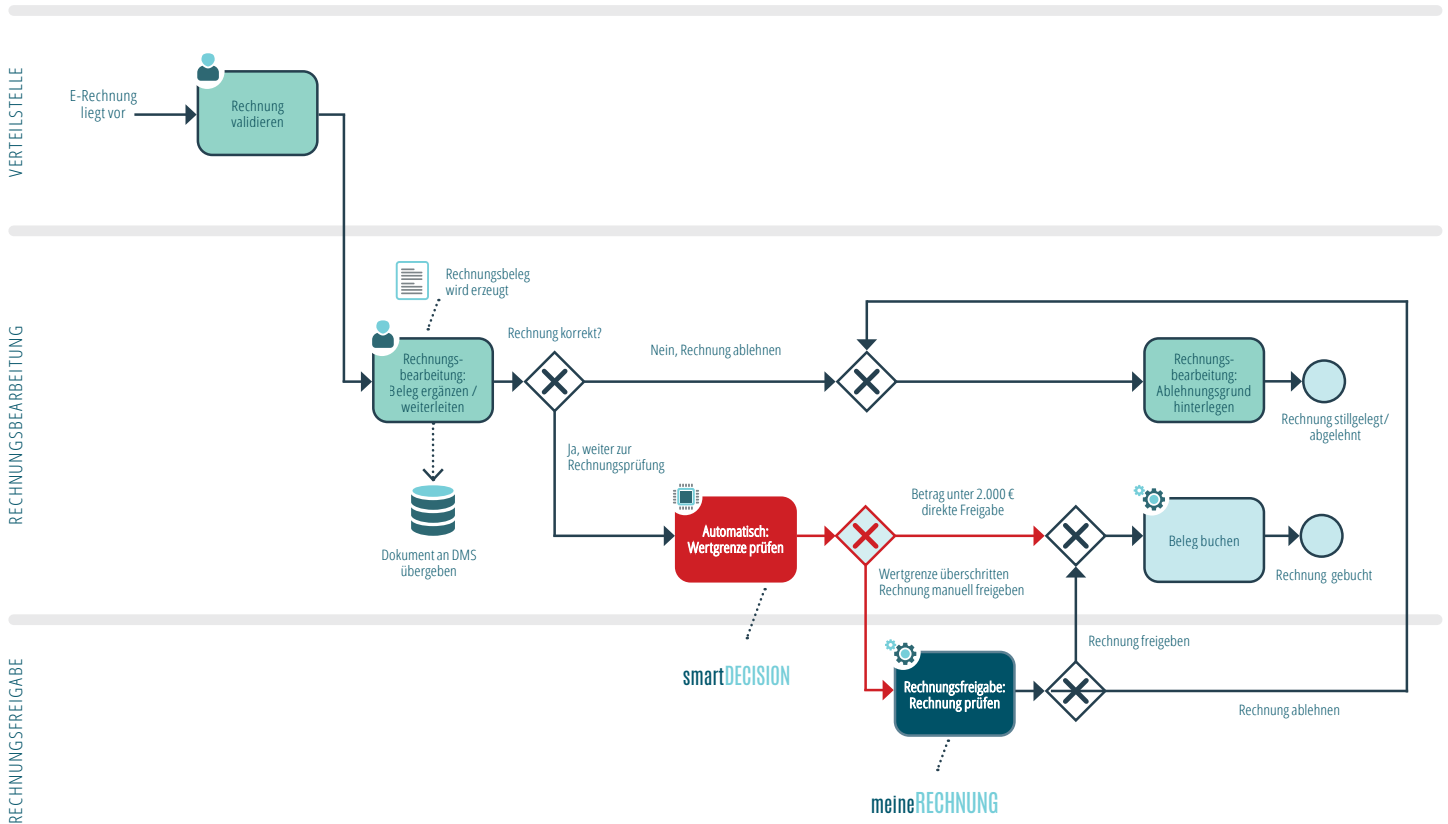 VERTEILSTELLE
E-Rechnung
liegt vor
Rechnung
validieren
RECHNUNGSBEARBEITUNG
Rechnungsbeleg
wird erzeugt
Rechnungs-
bearbeitung:
Beleg ergänzen /
weiterleiten
Rechnung korrekt?
Nein, Rechnung ablehnen
Rechnungs-
bearbeitung:
Ablehnungsgrund
hinterlegen
Rechnung stillgelegt/
abgelehnt
Ja, weiter zur
Rechnungsprüfung
Dokument an DMS
übergeben
Automatisch:
Wertgrenze prüfen
Betrag unter 2.000 €
direkte Freigabe
Wertgrenze überschritten
Rechnung manuell freigeben
Beleg buchen
Rechnung gebucht
RECHNUNGSFREIGABE
smartDECISION
Rechnungsfreigabe:
Rechnung prüfen
Rechnung freigeben
Rechnung ablehnen
meineRECHNUNG